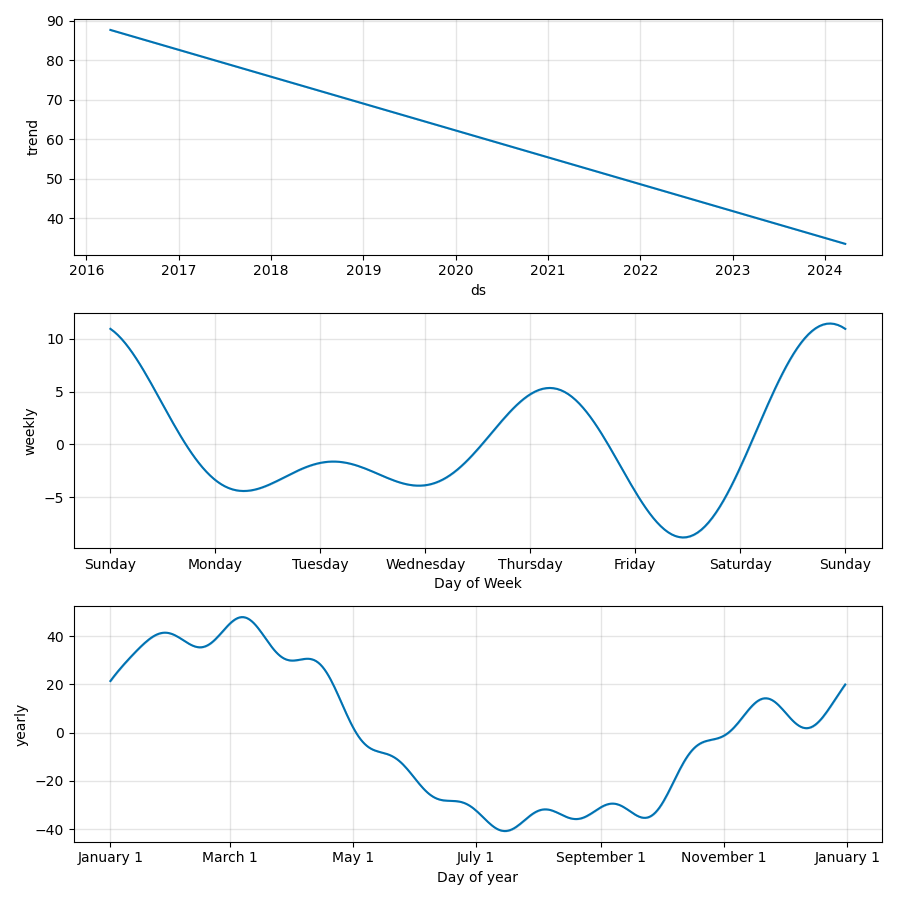 90
80
70
60
50
40
trend
2016 2017 2018 2019 2020 2021 2022 2023 2024
ds
10
5
0
−5
weekly
Sunday Monday Tuesday Wednesday Thursday Friday Saturday Sunday
Day of Week
40
20
0
−20
−40
yearly
January 1 March 1 May 1 July 1 September 1 November 1 January 1
Day of year